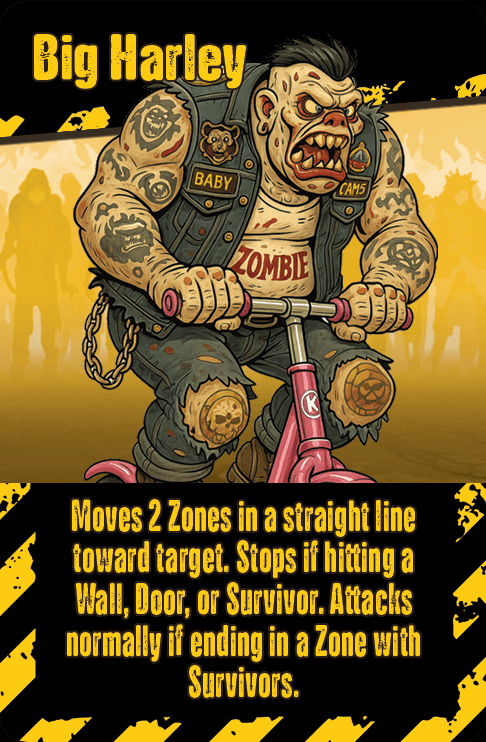 Big Harley
BABY
CAMS
ZOMBIE
K
Moves 2 Zones in a straight line
toward target. Stops if hitting a
Wall, Door, or Survivor. Attacks
normally if ending in a Zone with
Survivors.